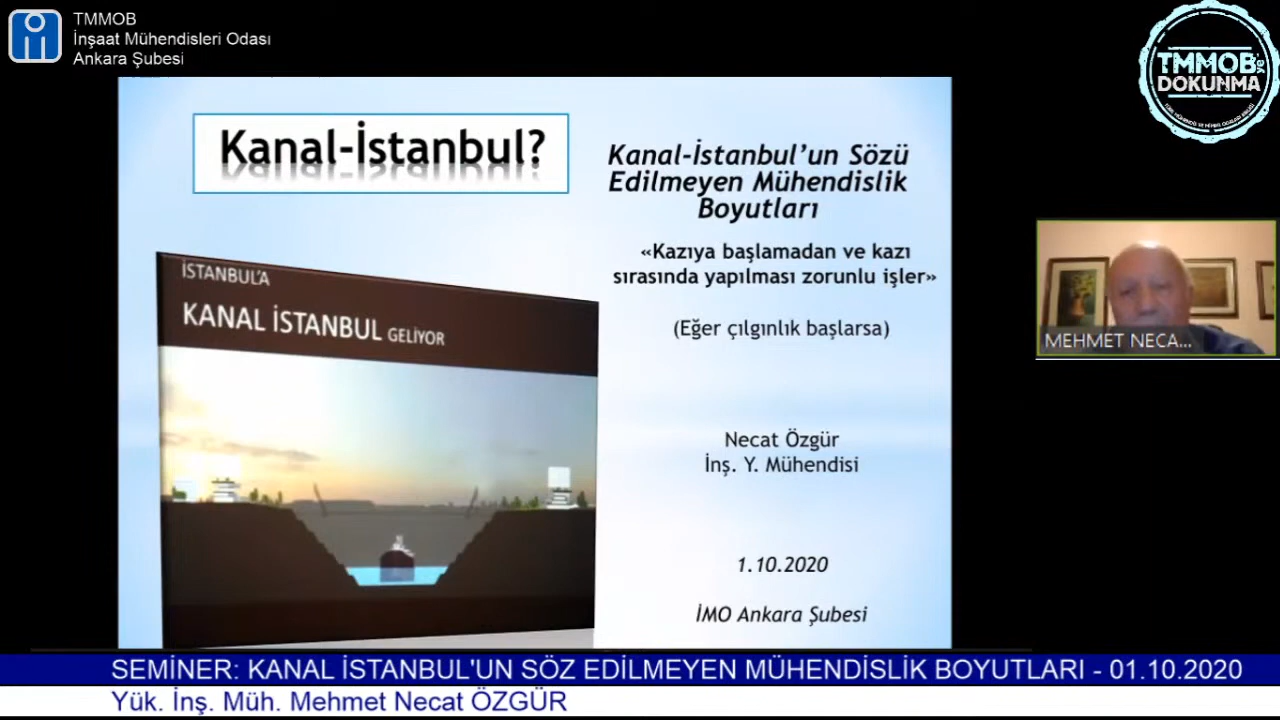 TMMOB
İnşaat Mühendisleri Odası
Ankara Şubesi
TMMOB
DOKUNMA
Kanal-İstanbul?
Kanal-İstanbul’un Sözü
Edilmeyen Mühendislik
Boyutları
«Kazıya başlamadan ve kazı
sırasında yapılması zorunlu işler»
(Eğer çılgınlık başlarsa)
İSTANBUL'A
KANAL İSTANBUL GELİYOR
Necat Özgür
İnş. Y. Mühendisi
1.10.2020
İMO Ankara Şubesi
MEHMET NECA...
SEMİNER: KANAL İSTANBUL'UN SÖZ EDİLMEYEN MÜHENDİSLİK BOYUTLARI - 01.10.2020
Yük. İnş. Müh. Mehmet Necat ÖZGÜR